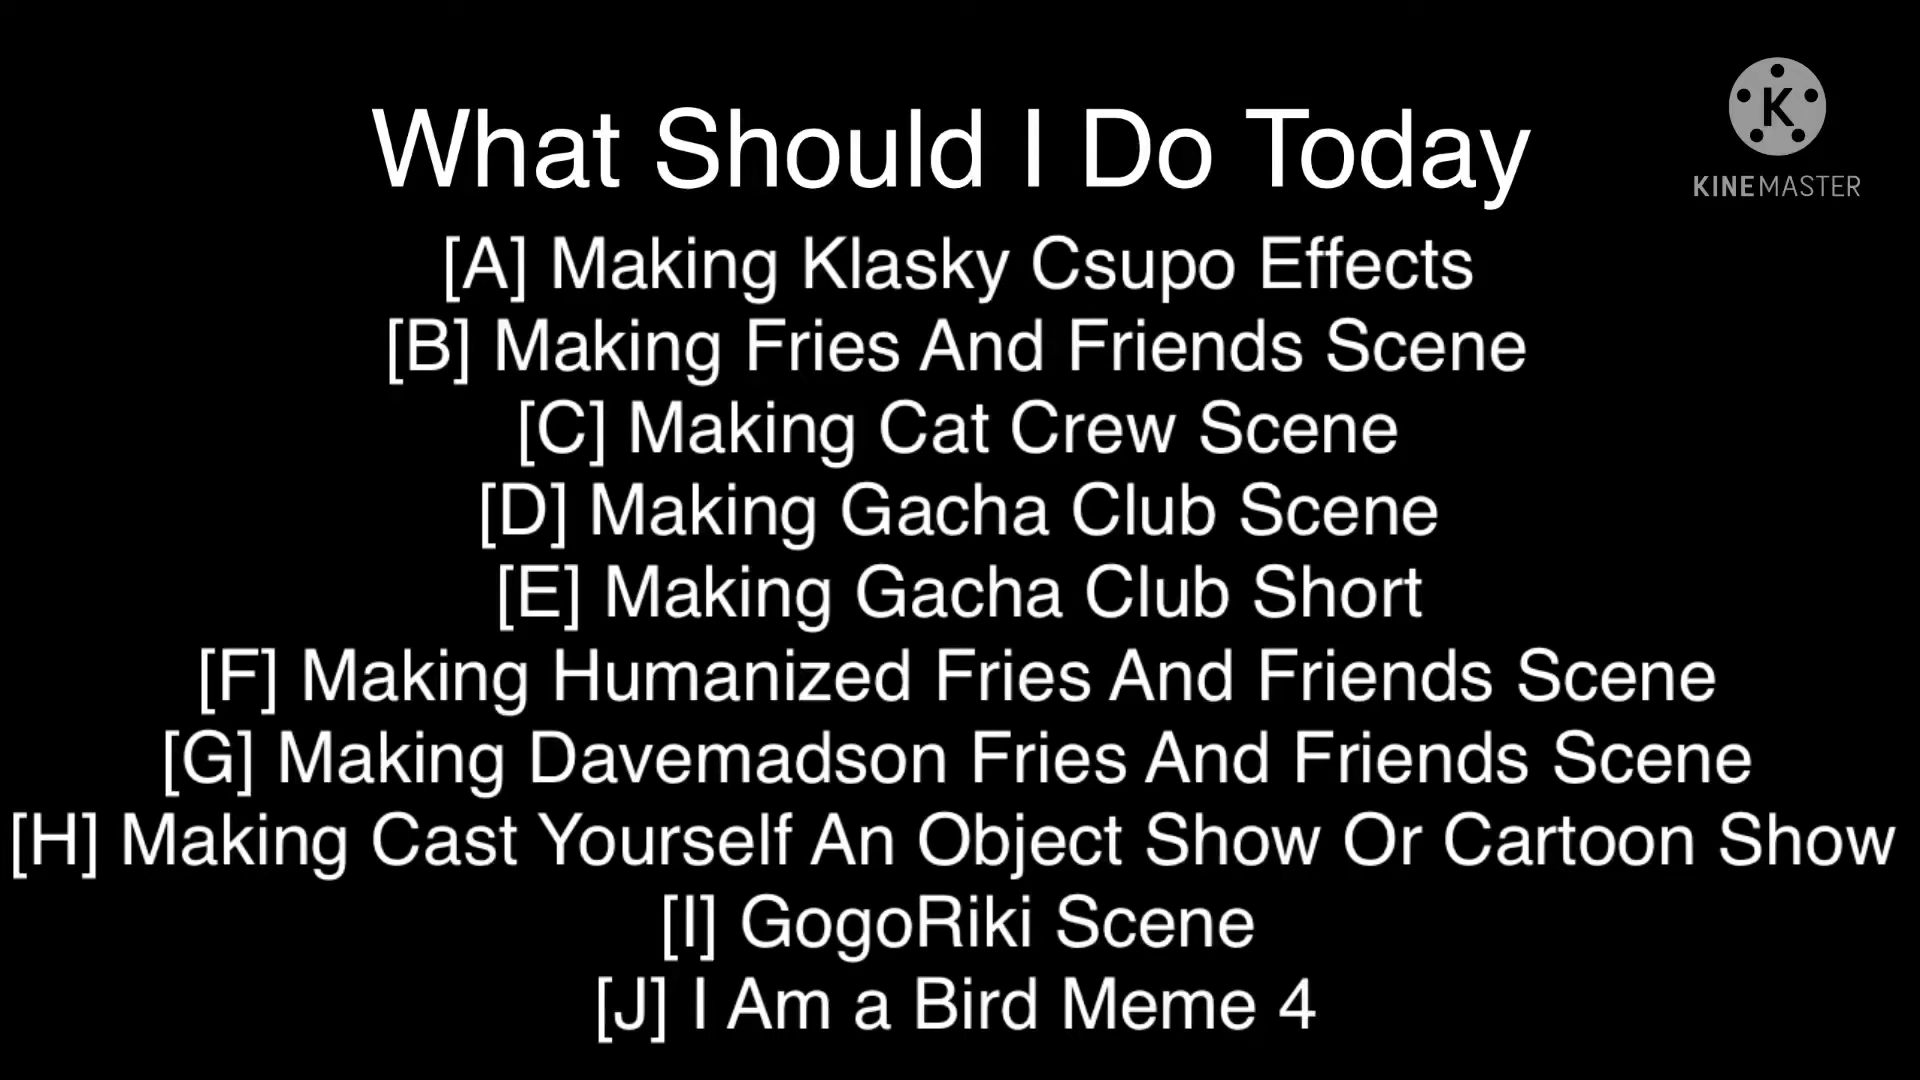 What Should I Do Today
K
KINEMASTER
[A] Making Klasky Csupo Effects
[B] Making Fries And Friends Scene
[C] Making Cat Crew Scene
[D] Making Gacha Club Scene
[E] Making Gacha Club Short
[F] Making Humanized Fries And Friends Scene
[G] Making Davemadson Fries And Friends Scene
[H] Making Cast Yourself An Object Show Or Cartoon Show
[I] GogoRiki Scene
[J] I Am a Bird Meme 4